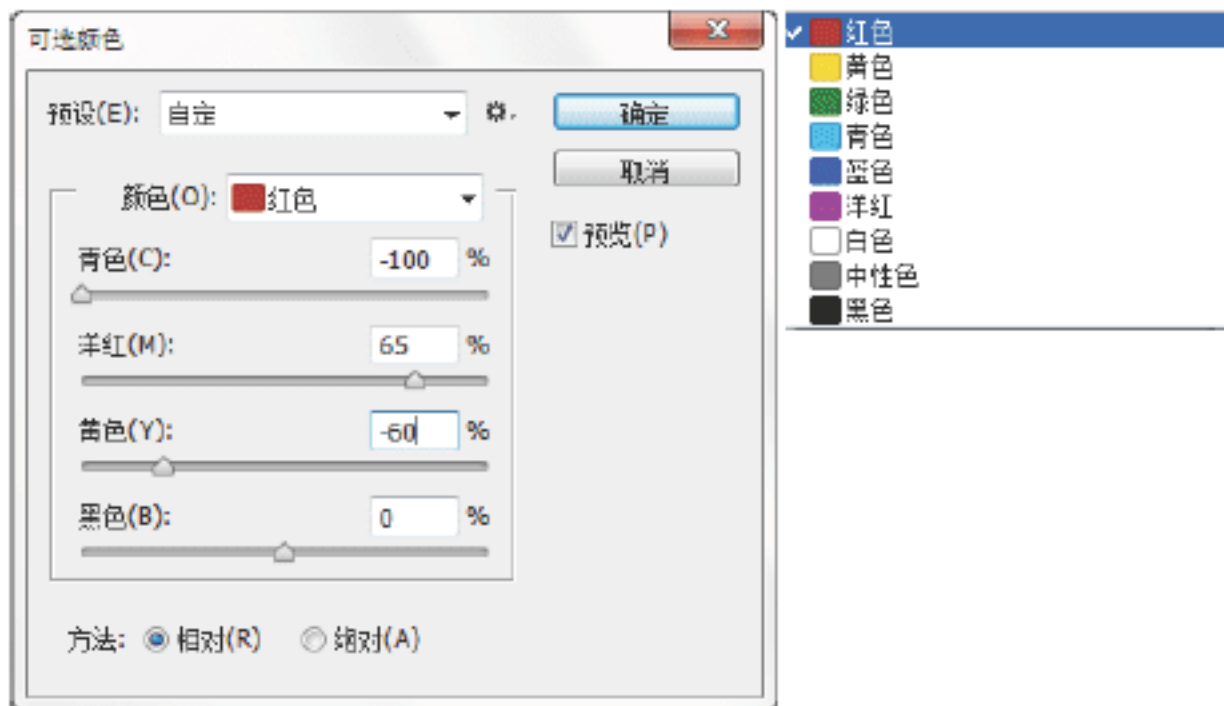 可选颜色
预设(E): 自定
确定
取消
颜色(O): 红色
预览(P)
青色(C): -100 %
洋红(M): 65 %
黄色(Y): -60 %
黑色(B): 0 %
方法: 相对(R) 绝对(A)
红色
黄色
绿色
青色
蓝色
洋红
白色
中性色
黑色